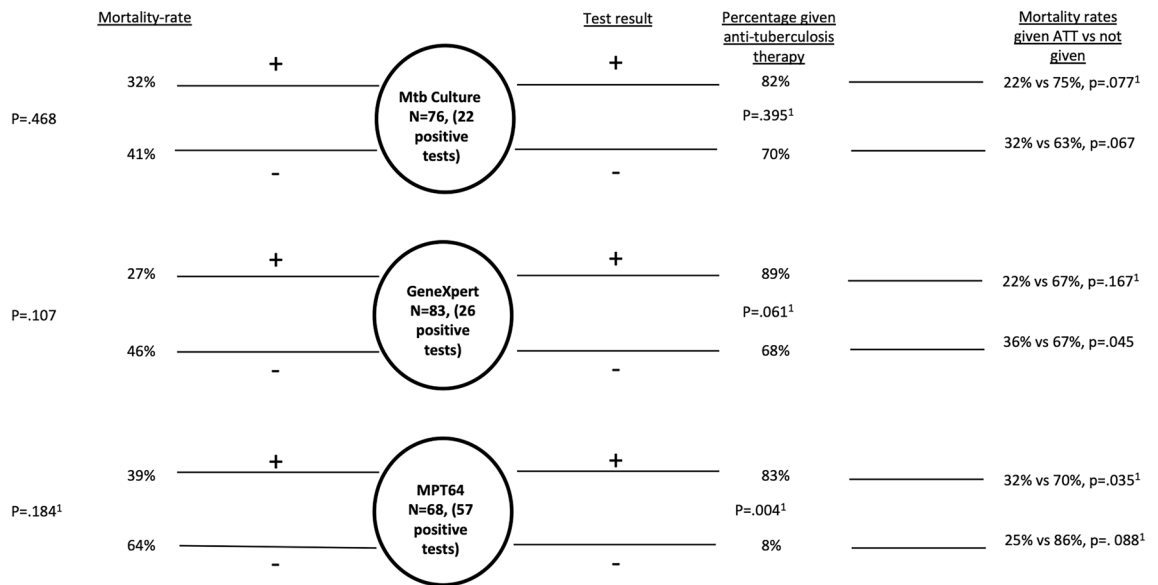 Mortality-rate
Test result
Percentage given
anti-tuberculosis
therapy
Mortality rates
given ATT vs not
given
+
+
32%
82%
22% vs 75%, p=.077¹
P=.468
Mtb Culture
N=76, (22
positive
tests)
P=.395¹
41%
70%
32% vs 63%, p=.067
-
-
+
+
27%
89%
22% vs 67%, p=.167¹
P=.107
GeneXpert
N=83, (26
positive
tests)
P=.061¹
46%
68%
36% vs 67%, p=.045
-
-
+
+
39%
83%
32% vs 70%, p=.035¹
P=.184¹
MPT64
N=68, (57
positive
tests)
P=.004¹
64%
8%
25% vs 86%, p=. 088¹
-
-